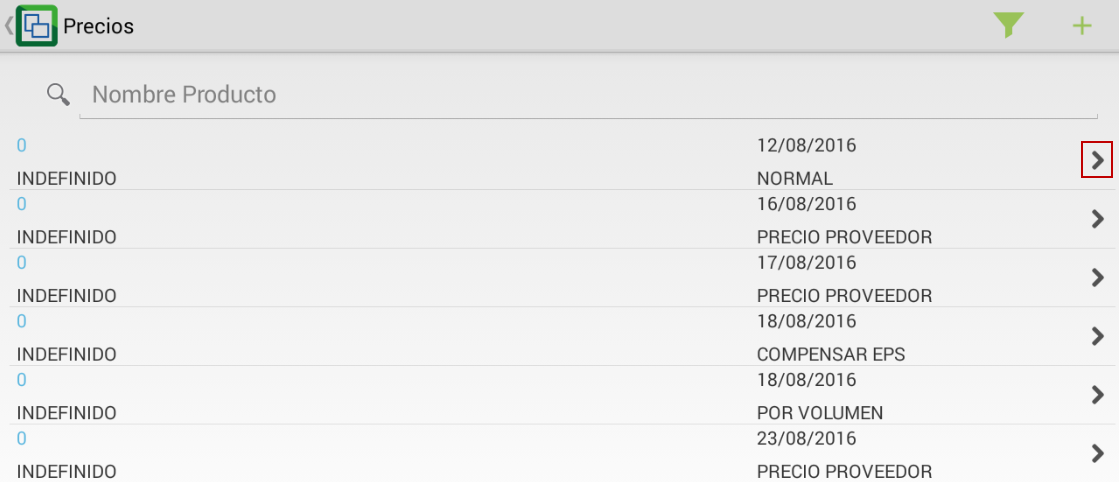 Precios
Nombre Producto
0 12/08/2016
INDEFINIDO NORMAL
0 16/08/2016
INDEFINIDO PRECIO PROVEEDOR
0 17/08/2016
INDEFINIDO PRECIO PROVEEDOR
0 18/08/2016
INDEFINIDO COMPENSAR EPS
0 18/08/2016
INDEFINIDO POR VOLUMEN
0 23/08/2016
INDEFINIDO PRECIO PROVEEDOR